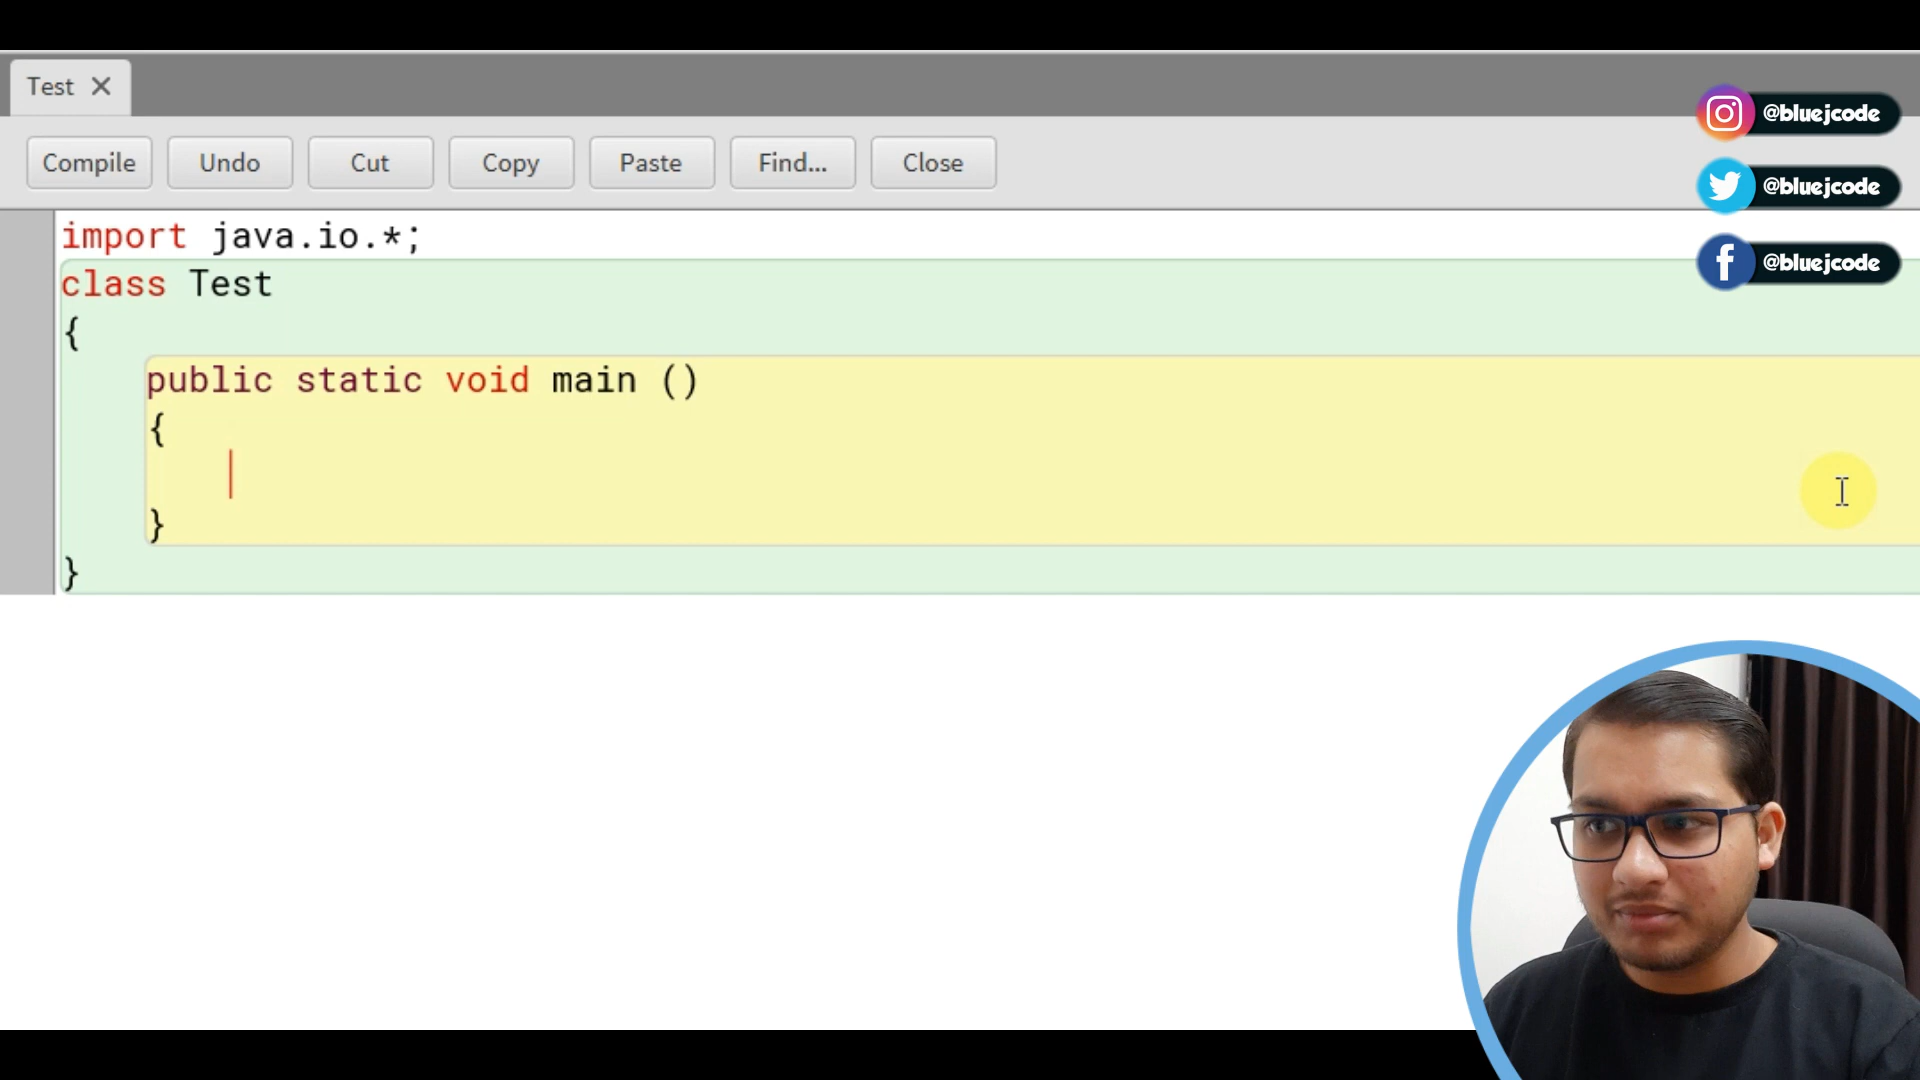 Test
Compile Undo Cut Copy Paste Find... Close
@bluejcode
@bluejcode
@bluejcode
import java.io.*;
class Test
{
public static void main ()
{
}
}